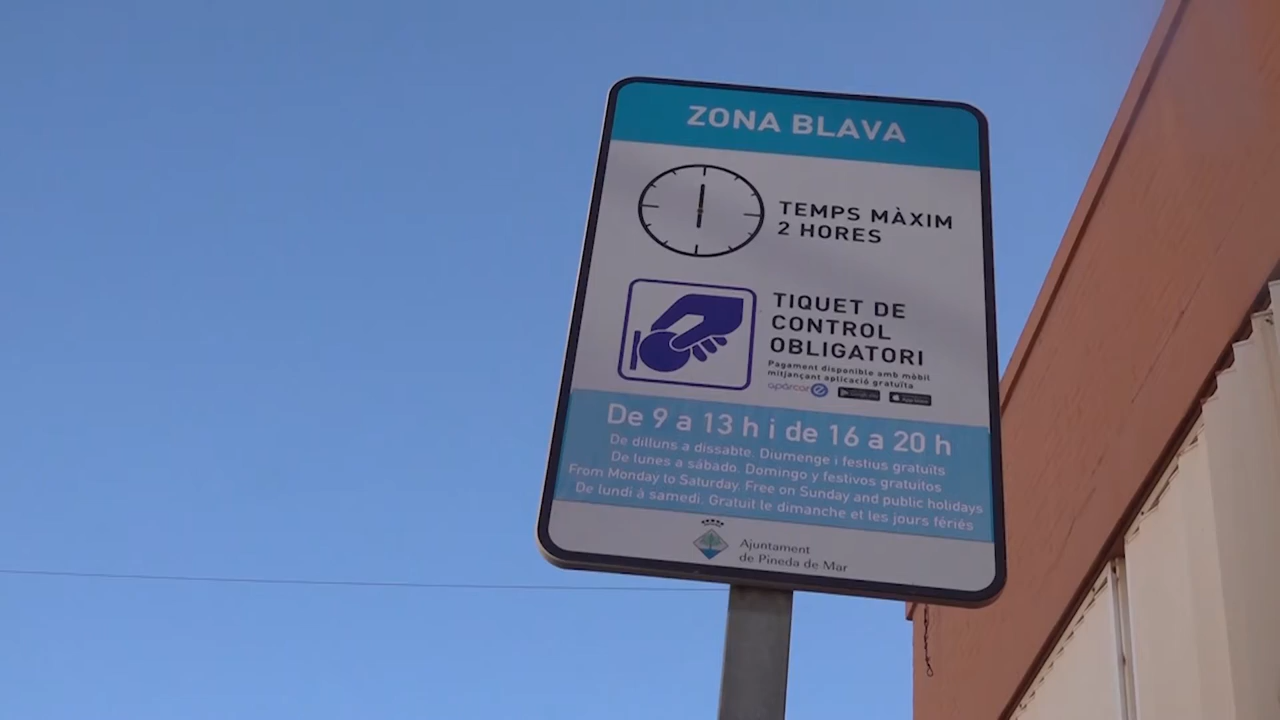 ZONA BLAVA
TEMPS MÀXIM
2 HORES
TIQUET DE
CONTROL
OBLIGATORI
Pagament disponible amb mòbil
mitjançant aplicació gratuïta
apparcar
De 9 a 13 h i de 16 a 20 h
De dilluns a dissabte. Diumenge i festius gratuïts
De lunes a sábado. Domingo y festivos gratuitos
From Monday to Saturday. Free on Sunday and public holidays
De lundi á samedi. Gratuit le dimanche et les jours fériés
Ajuntament
de Pineda de Mar